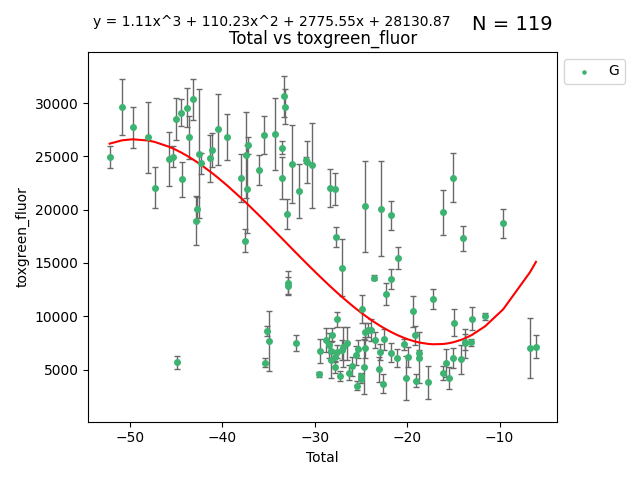 y = 1.11x^3 + 110.23x^2 + 2775.55x + 28130.87
N = 119
Total vs toxgreen_fluor
G
30000
25000
20000
15000
10000
5000
toxgreen_fluor
−50
−40
−30
−20
−10
Total